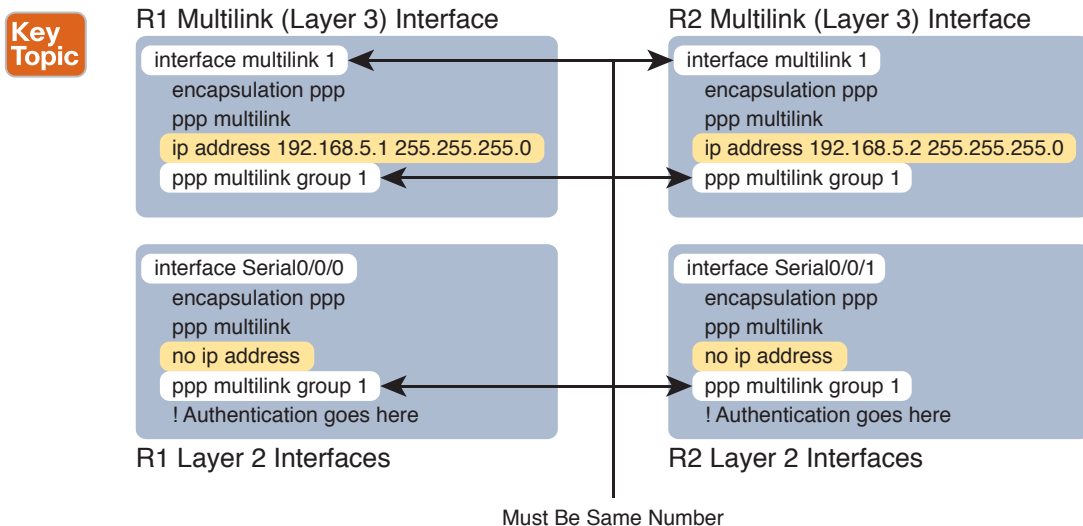 Key
Topic
R1 Multilink (Layer 3) Interface
interface multilink 1
encapsulation ppp
ppp multilink
ip address 192.168.5.1 255.255.255.0
ppp multilink group 1
R2 Multilink (Layer 3) Interface
interface multilink 1
encapsulation ppp
ppp multilink
ip address 192.168.5.2 255.255.255.0
ppp multilink group 1
interface Serial0/0/0
encapsulation ppp
ppp multilink
no ip address
ppp multilink group 1
! Authentication goes here
R1 Layer 2 Interfaces
interface Serial0/0/1
encapsulation ppp
ppp multilink
no ip address
ppp multilink group 1
! Authentication goes here
R2 Layer 2 Interfaces
Must Be Same Number